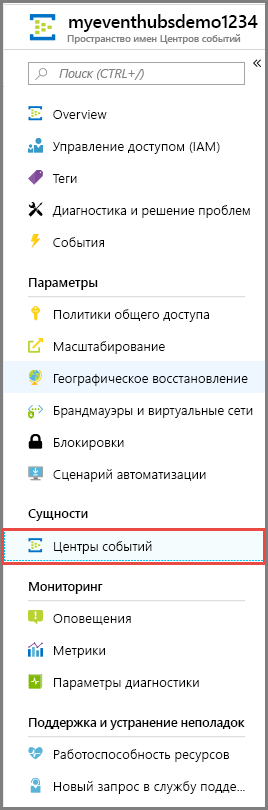 myeventhubsdemo1234
Пространство имен Центров событий
Поиск (CTRL+/)
Overview
Управление доступом (IAM)
Теги
Диагностика и решение проблем
События
Параметры
Политики общего доступа
Масштабирование
Географическое восстановление
Брандмауэры и виртуальные сети
Блокировки
Сценарий автоматизации
Сущности
Центры событий
Мониторинг
Оповещения
Метрики
Параметры диагностики
Поддержка и устранение неполадок
Работоспособность ресурсов
Новый запрос в службу подде...